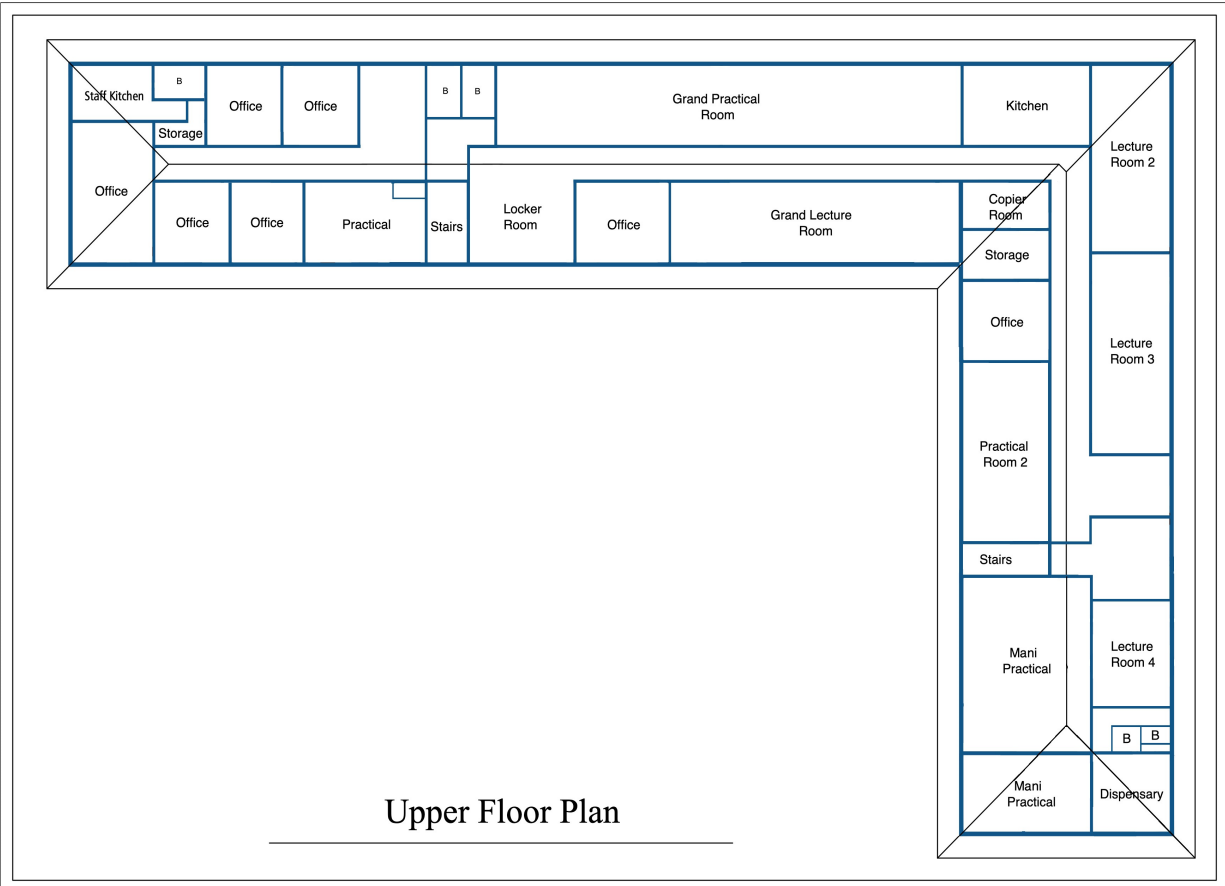 B
Staff Kitchen
Office
Office
B
B
Grand Practical
Room
Kitchen
Storage
Lecture
Room 2
Office
Office
Office
Practical
Stairs
Locker
Room
Office
Grand Lecture
Room
Copier
Room
Storage
Office
Lecture
Room 3
Practical
Room 2
Stairs
Mani
Practical
Lecture
Room 4
B
B
Mani
Practical
Dispensary
Upper Floor Plan